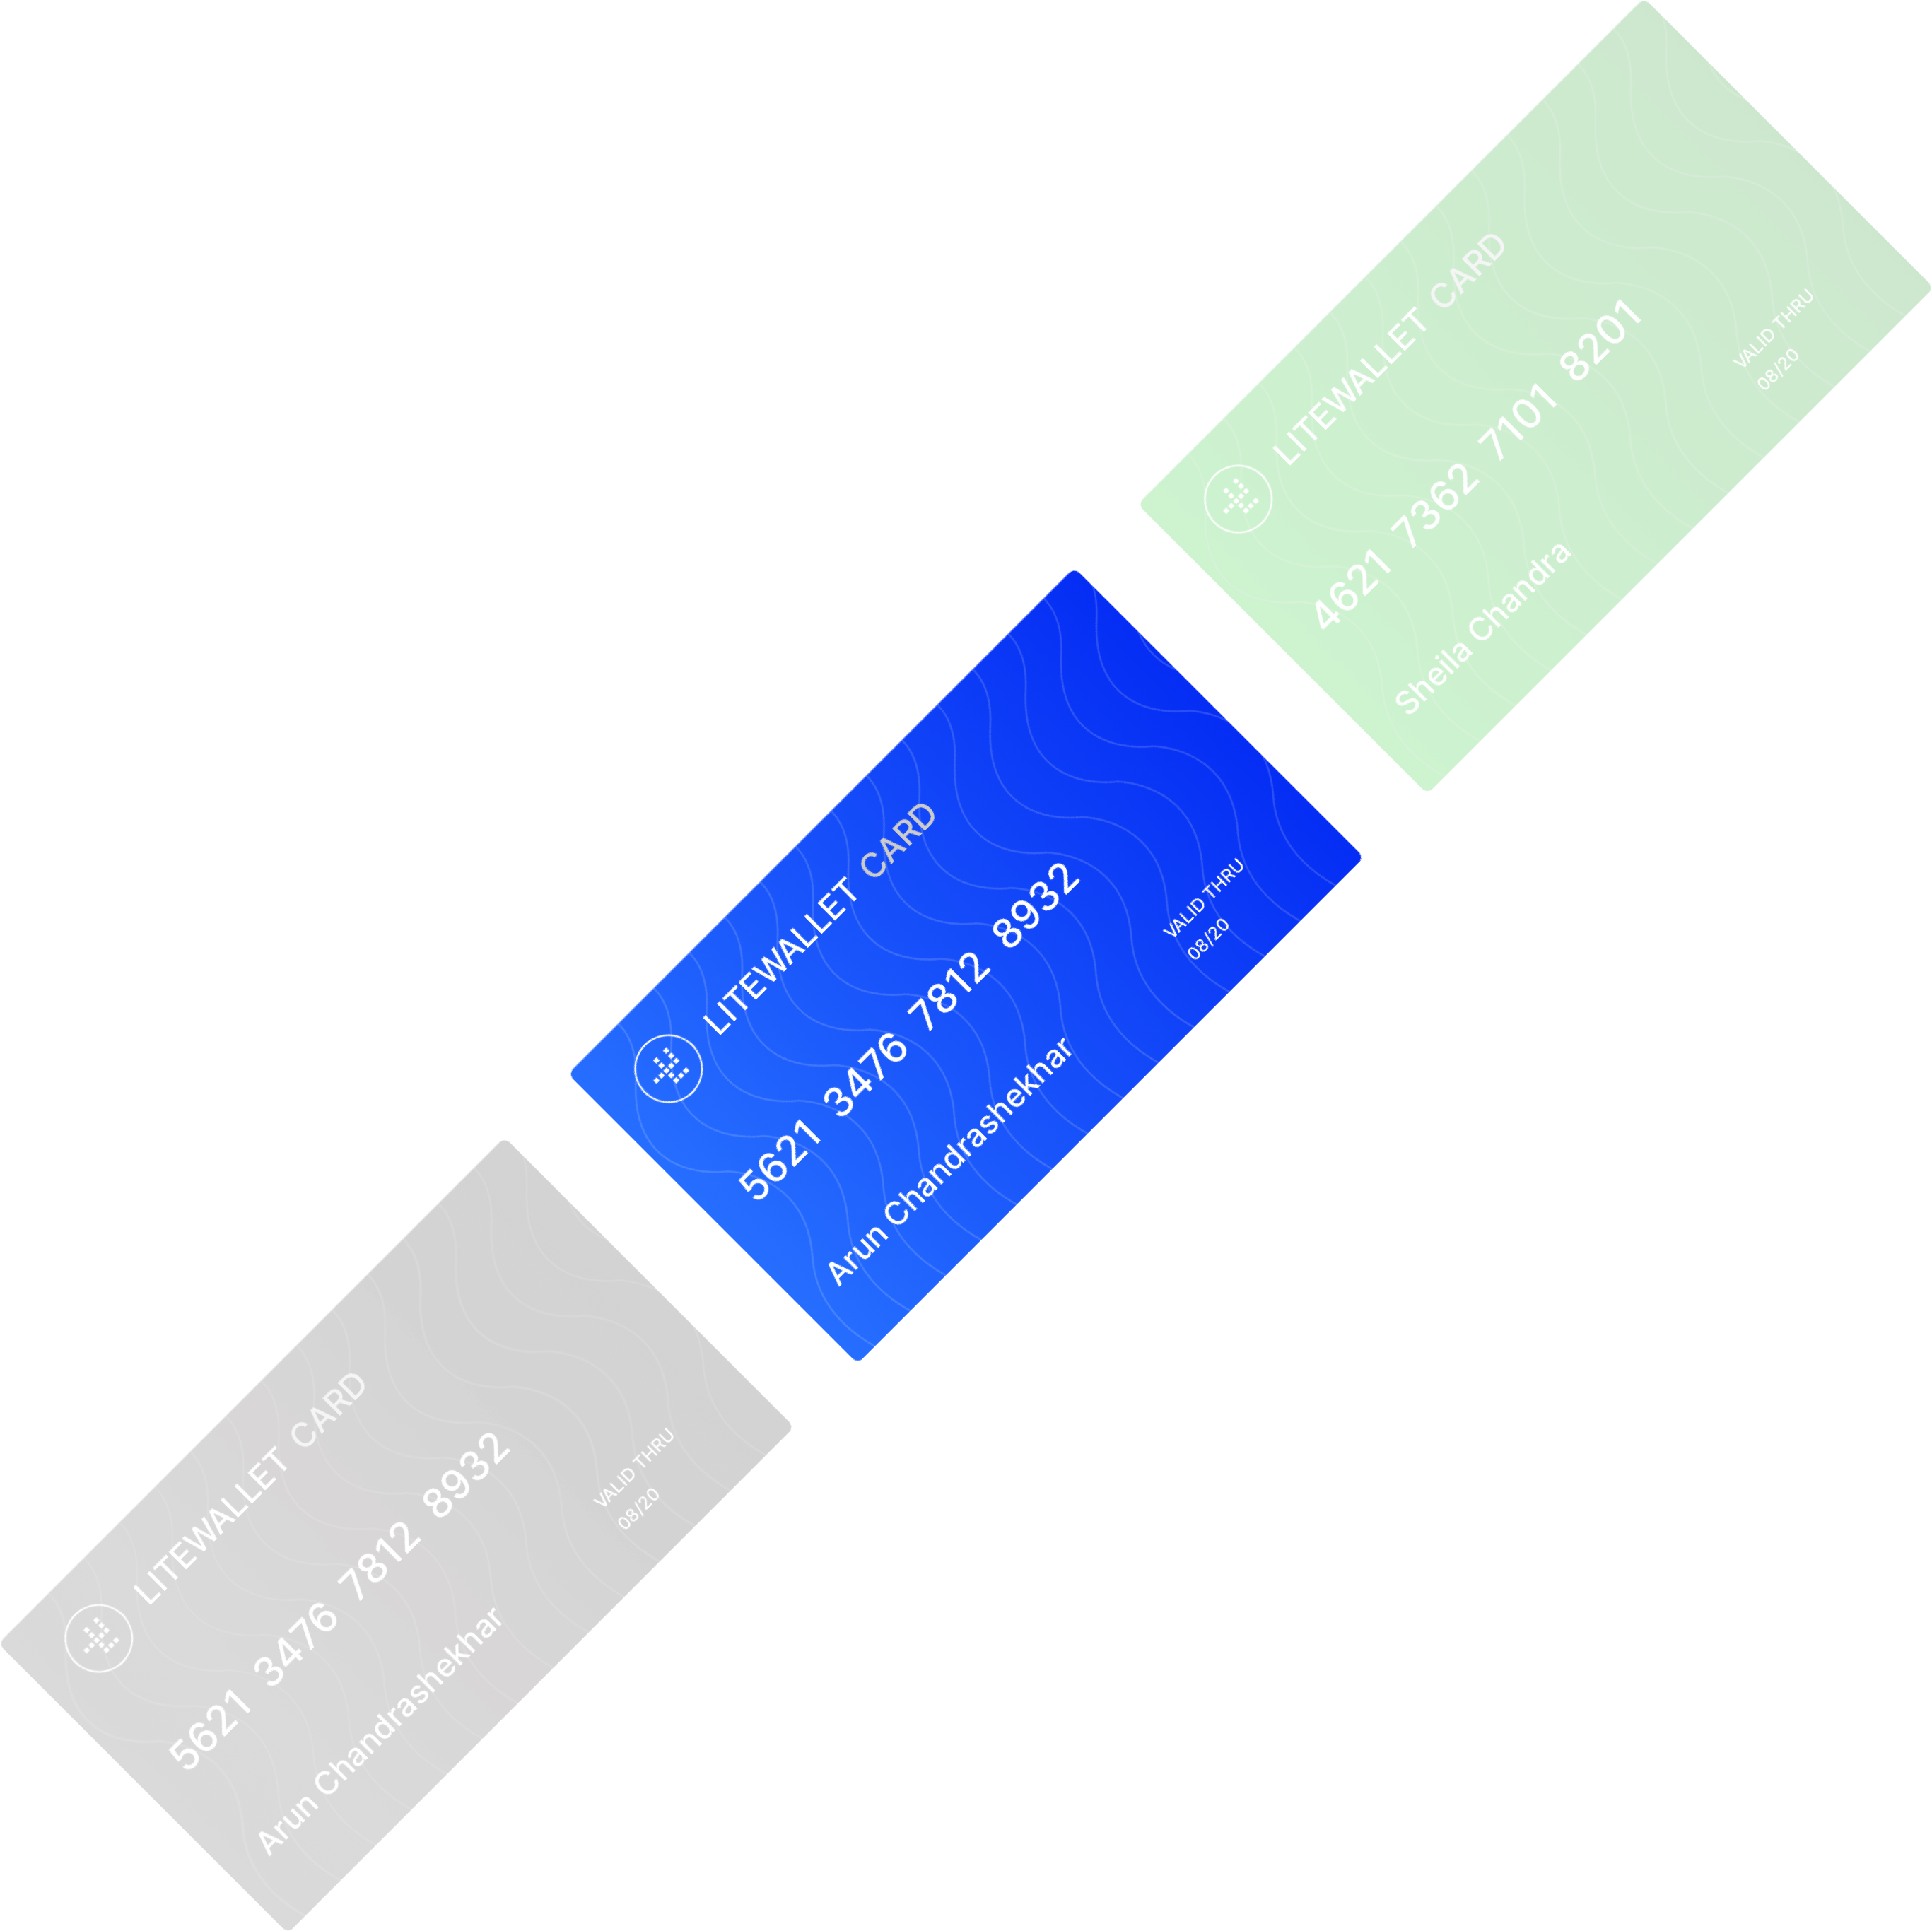 LITEWALLET CARD
4621 7362 7101 8201
Sheila Chandra
VALID THRU
08/20
LITEWALLET CARD
5621 3476 7812 8932
Arun Chandrashekhar
VALID THRU
08/20
LITEWALLET CARD
5621 3476 7812 8932
Arun Chandrashekhar
VALID THRU
08/20